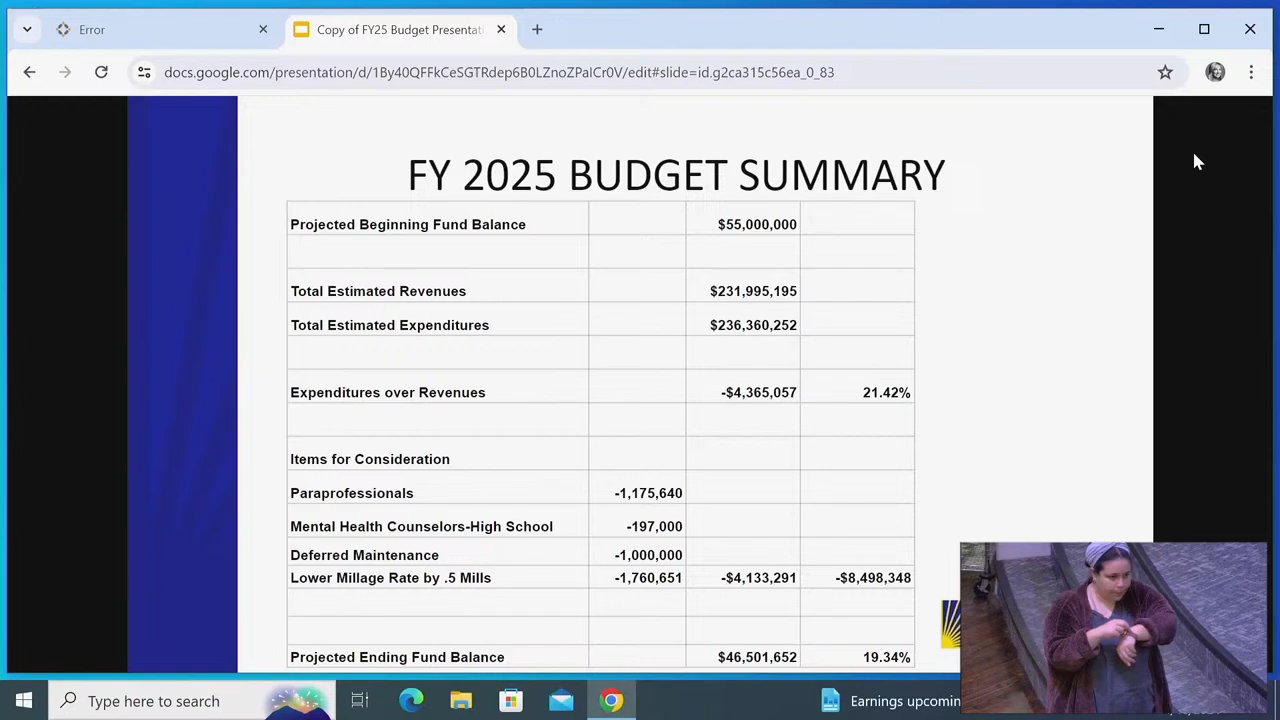 Error
Copy of FY25 Budget Presentati
docs.google.com/presentation/d/1By40QFFkCeSGTRdep6B0LZnoZPaICr0V/edit#slide=id.g2ca315c56ea_0_83
FY 2025 BUDGET SUMMARY
Projected Beginning Fund Balance $55,000,000
Total Estimated Revenues $231,995,195
Total Estimated Expenditures $236,360,252
Expenditures over Revenues -$4,365,057 21.42%
Items for Consideration
Paraprofessionals -1,175,640
Mental Health Counselors-High School -197,000
Deferred Maintenance -1,000,000
Lower Millage Rate by .5 Mills -1,760,651 -$4,133,291 -$8,498,348
Projected Ending Fund Balance $46,501,652 19.34%
Type here to search
Earnings upcomin